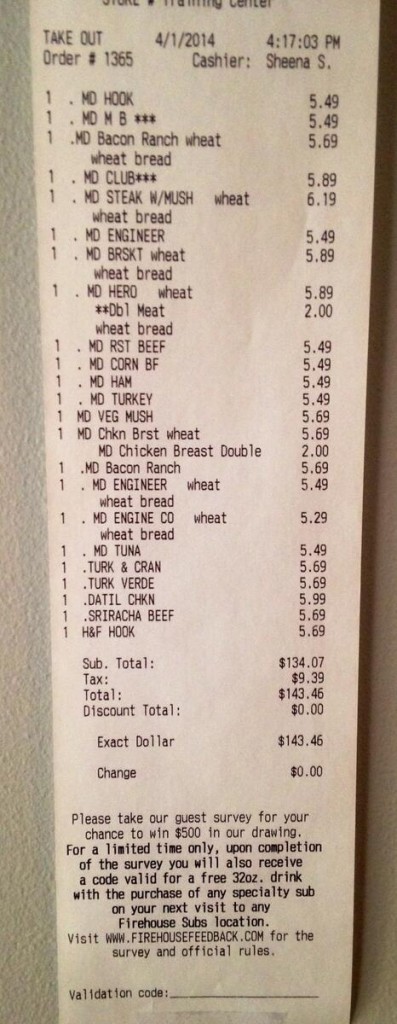 STORE # Training Center
TAKE OUT 4/1/2014 4:17:03 PM
Order # 1365 Cashier: Sheena S.
1 . MD HOOK 5.49
1 . MD M B *** 5.49
1 .MD Bacon Ranch wheat 5.69
wheat bread
1 . MD CLUB*** 5.89
1 . MD STEAK W/MUSH wheat 6.19
wheat bread
1 . MD ENGINEER 5.49
1 . MD BRSKT wheat 5.89
wheat bread
1 . MD HERO wheat 5.89
**Dbl Meat 2.00
wheat bread
1 . MD RST BEEF 5.49
1 . MD CORN BF 5.49
1 . MD HAM 5.49
1 . MD TURKEY 5.49
1 MD VEG MUSH 5.69
1 MD Chkn Brst wheat 5.69
MD Chicken Breast Double 2.00
1 .MD Bacon Ranch 5.69
1 . MD ENGINEER wheat 5.49
wheat bread
1 . MD ENGINE CO wheat 5.29
wheat bread
1 . MD TUNA 5.49
1 .TURK & CRAN 5.69
1 .TURK VERDE 5.69
1 .DATIL CHKN 5.99
1 .SRIRACHA BEEF 5.69
1 H&F HOOK 5.69
Sub. Total: $134.07
Tax: $9.39
Total: $143.46
Discount Total: $0.00
Exact Dollar $143.46
Change $0.00
Please take our guest survey for your
chance to win $500 in our drawing.
For a limited time only, upon completion
of the survey you will also receive
a code valid for a free 32oz. drink
with the purchase of any specialty sub
on your next visit to any
Firehouse Subs location.
Visit WWW.FIREHOUSEFEEDBACK.COM for the
survey and official rules.
Validation code:____________________